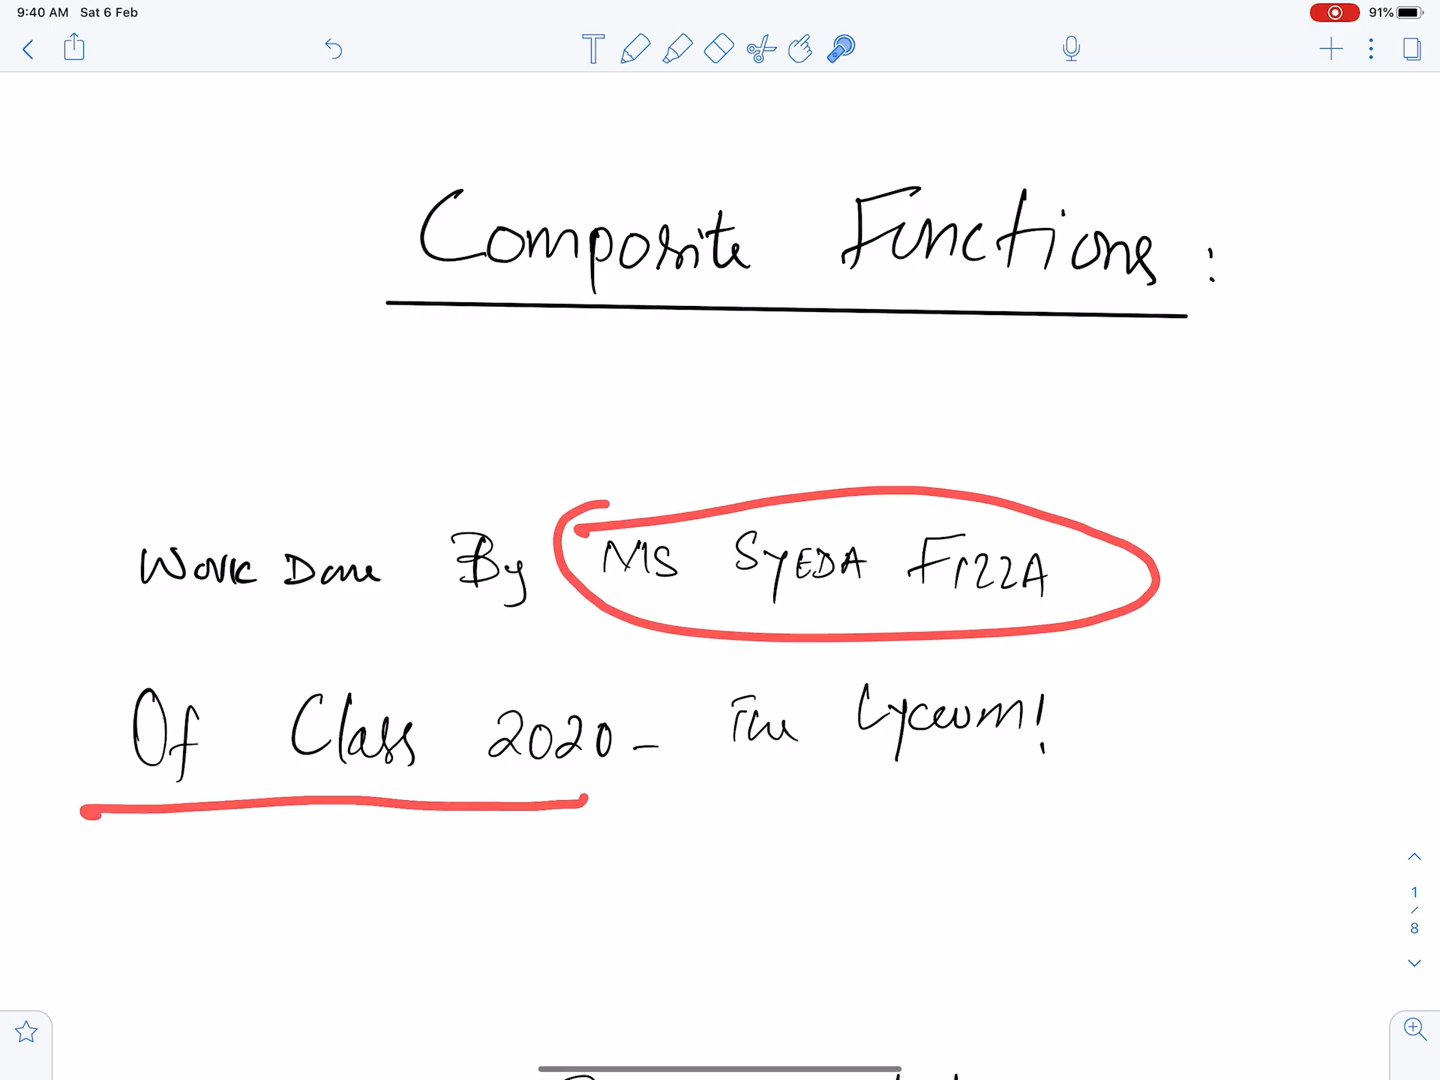 9:40 AM Sat 6 Feb 91%
Composite Functions :
Work Done By MS SYEDA FIZZA
Of Class 2020 - The Lyceum!
1
/
8